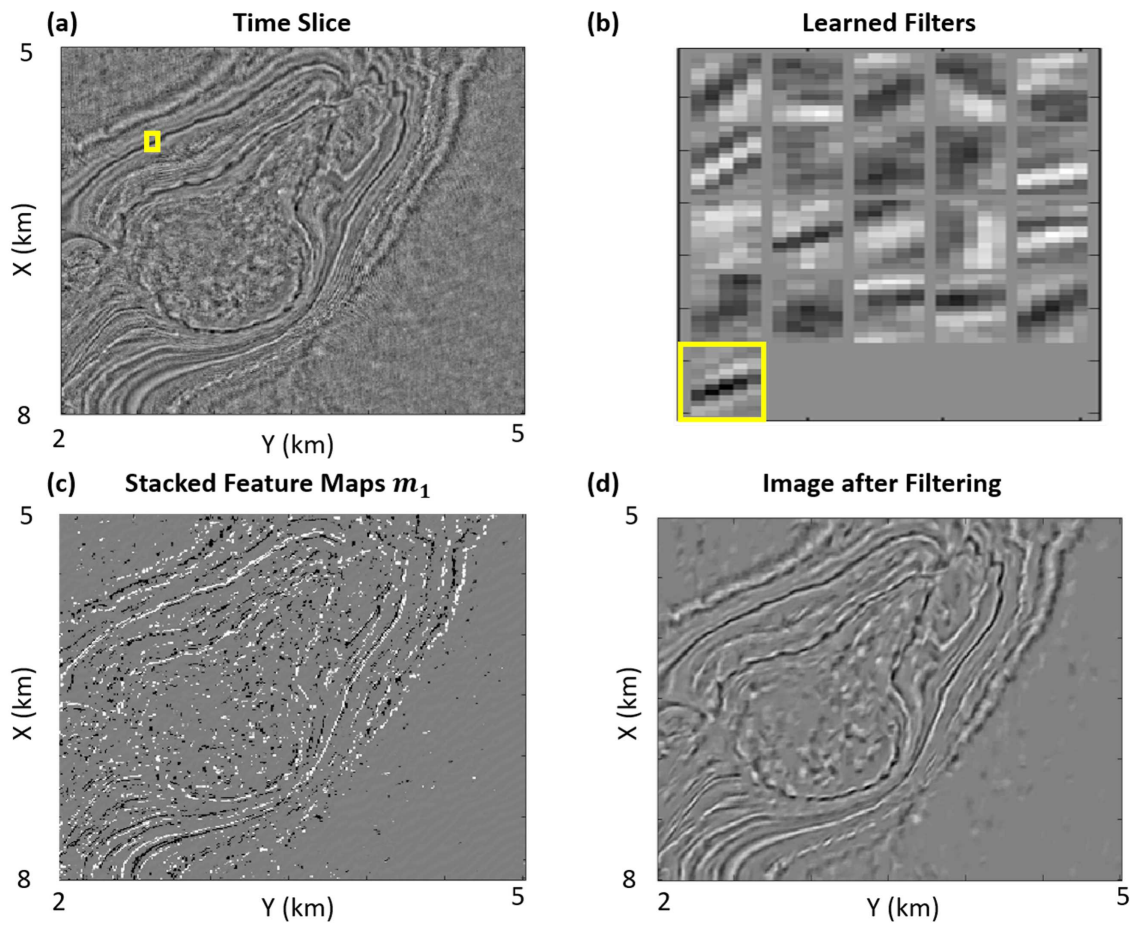 (a) Time Slice
(b) Learned Filters
5
X (km)
8
2
Y (km)
5
(c) Stacked Feature Maps m₁
(d) Image after Filtering
5
X (km)
8
2
Y (km)
5
5
X (km)
8
2
Y (km)
5